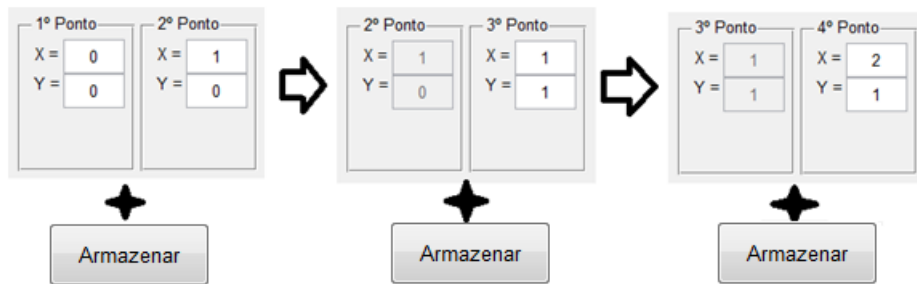 1º Ponto
X = 0
Y = 0
2º Ponto
X = 1
Y = 0
Armazenar
2º Ponto
X = 1
Y = 0
3º Ponto
X = 1
Y = 1
Armazenar
3º Ponto
X = 1
Y = 1
4º Ponto
X = 2
Y = 1
Armazenar